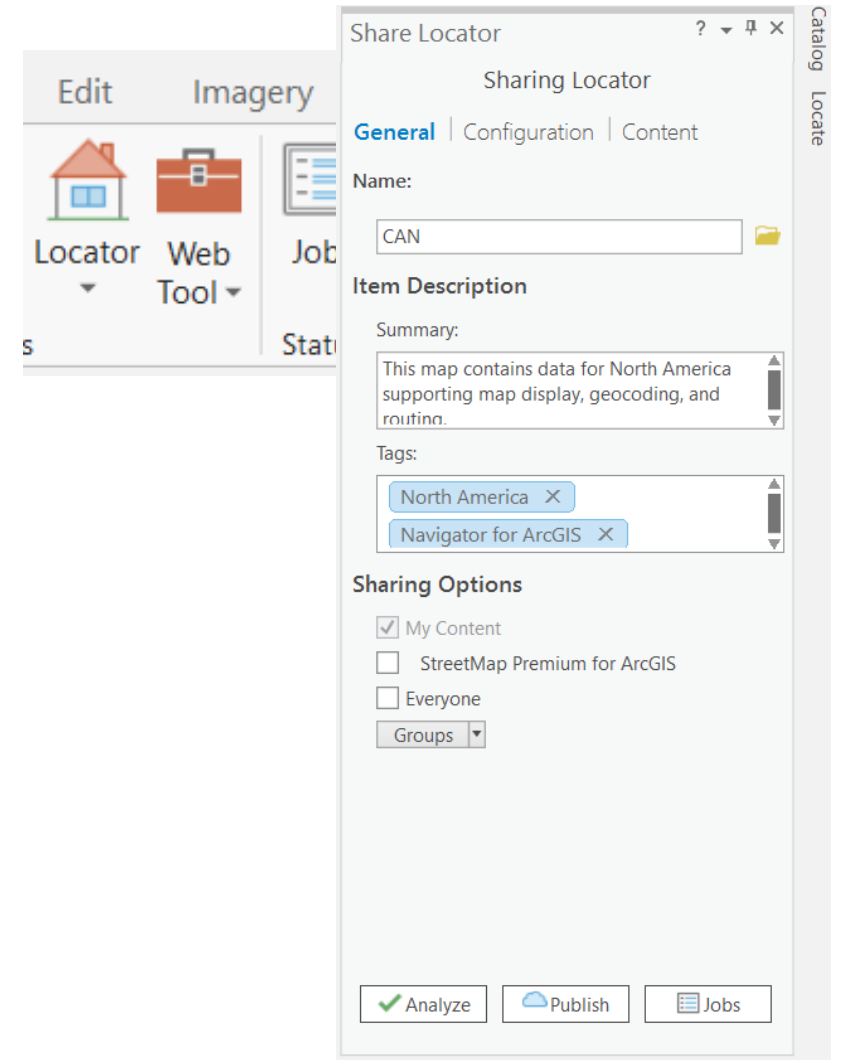 Edit Imagery
Locator Web
Tool
Job
s
Stat
Share Locator ?
Sharing Locator
General Configuration Content
Name:
CAN
Item Description
Summary:
This map contains data for North America
supporting map display, geocoding, and
routing.
Tags:
North America
Navigator for ArcGIS
Sharing Options
My Content
StreetMap Premium for ArcGIS
Everyone
Groups
Analyze Publish Jobs
Catalog Locate